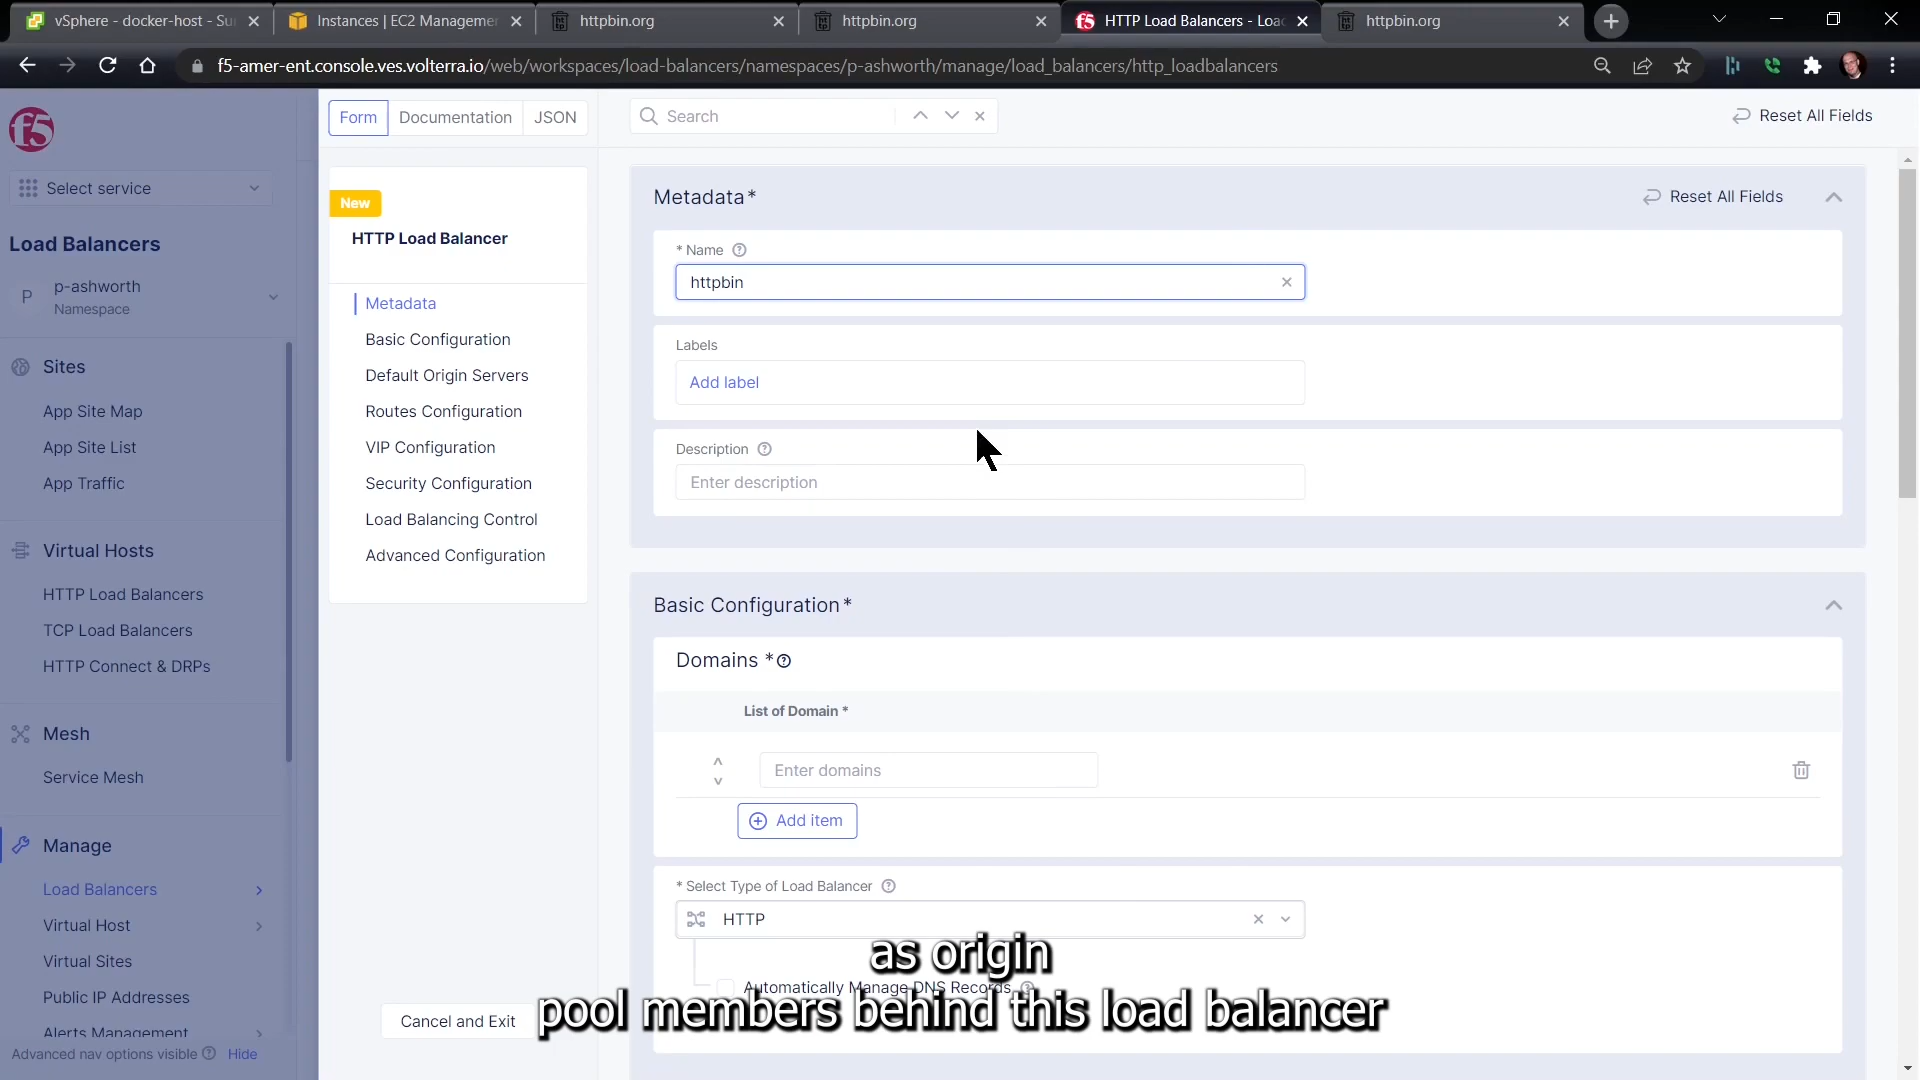 vSphere - docker-host - Su
Instances | EC2 Managemer
httpbin.org
httpbin.org
HTTP Load Balancers - Loa
httpbin.org
f5-amer-ent.console.ves.volterra.io/web/workspaces/load-balancers/namespaces/p-ashworth/manage/load_balancers/http_loadbalancers
f5
Select service
Load Balancers
P
p-ashworth
Namespace
Sites
App Site Map
App Site List
App Traffic
Virtual Hosts
HTTP Load Balancers
TCP Load Balancers
HTTP Connect & DRPs
Mesh
Service Mesh
Manage
Load Balancers
Virtual Host
Virtual Sites
Public IP Addresses
Alerts Management
Advanced nav options visible Hide
Form
Documentation
JSON
Search
Reset All Fields
New
HTTP Load Balancer
Metadata
Basic Configuration
Default Origin Servers
Routes Configuration
VIP Configuration
Security Configuration
Load Balancing Control
Advanced Configuration
Cancel and Exit
Metadata*
Reset All Fields
* Name
httpbin
Labels
Add label
Description
Enter description
Basic Configuration*
Domains *
List of Domain *
Enter domains
Add item
* Select Type of Load Balancer
HTTP
Automatically Manage DNS Records
as origin
pool members behind this load balancer